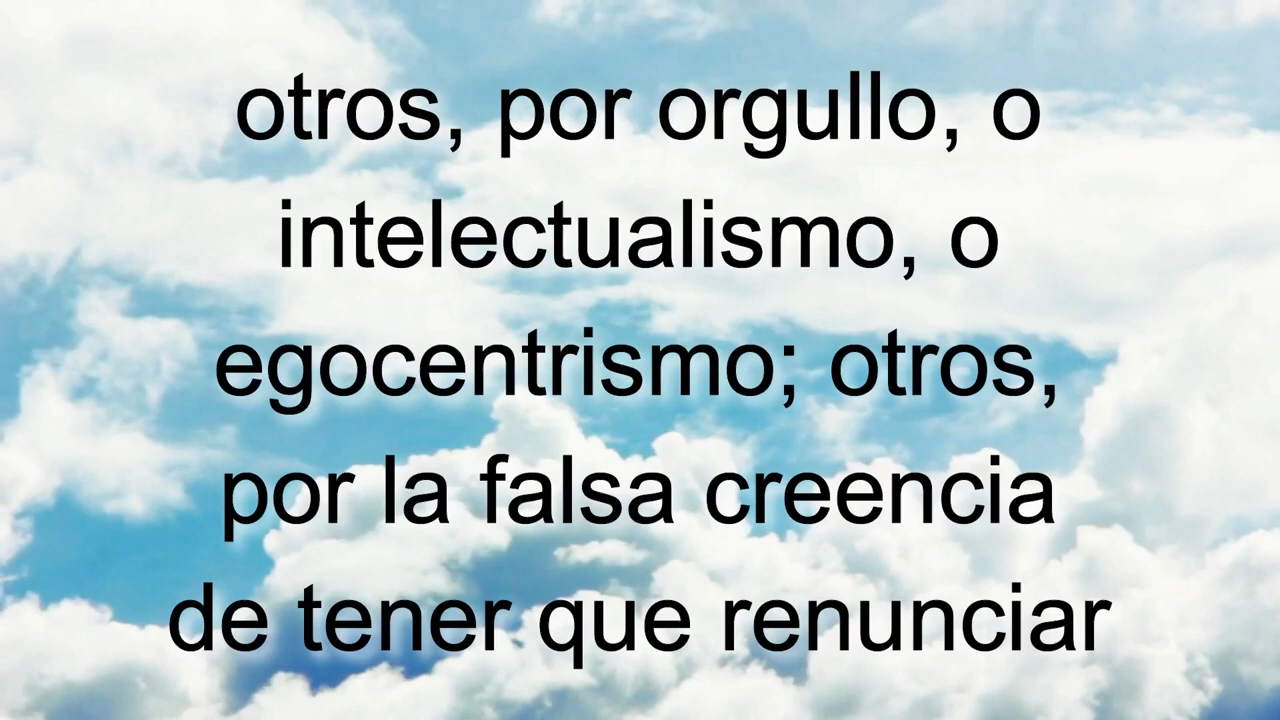 otros, por orgullo, o
intelectualismo, o
egocentrismo; otros,
por la falsa creencia
de tener que renunciar